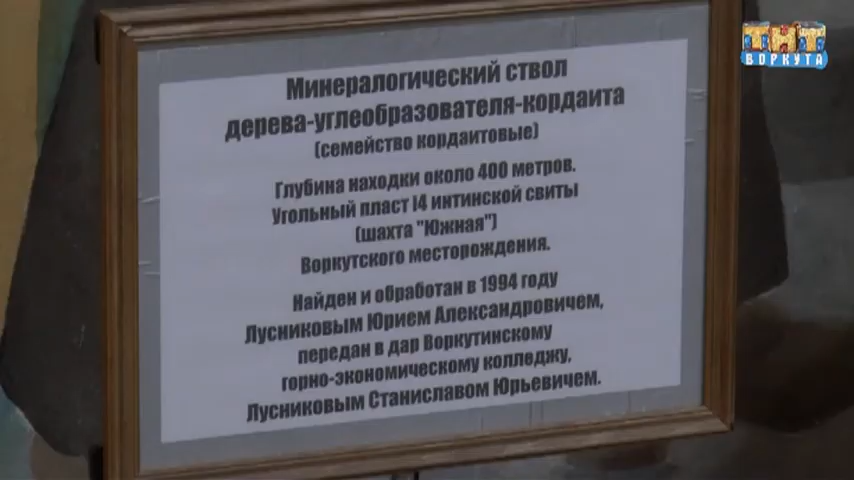 ТНТ
ВОРКУТА
Минералогический ствол
дерева-углеобразователя-кордаита
(семейство кордаитовые)
Глубина находки около 400 метров.
Угольный пласт i4 интинской свиты
(шахта "Южная")
Воркутского месторождения.
Найден и обработан в 1994 году
Лусниковым Юрием Александровичем,
передан в дар Воркутинскому
горно-экономическому колледжу,
Лусниковым Станиславом Юрьевичем.